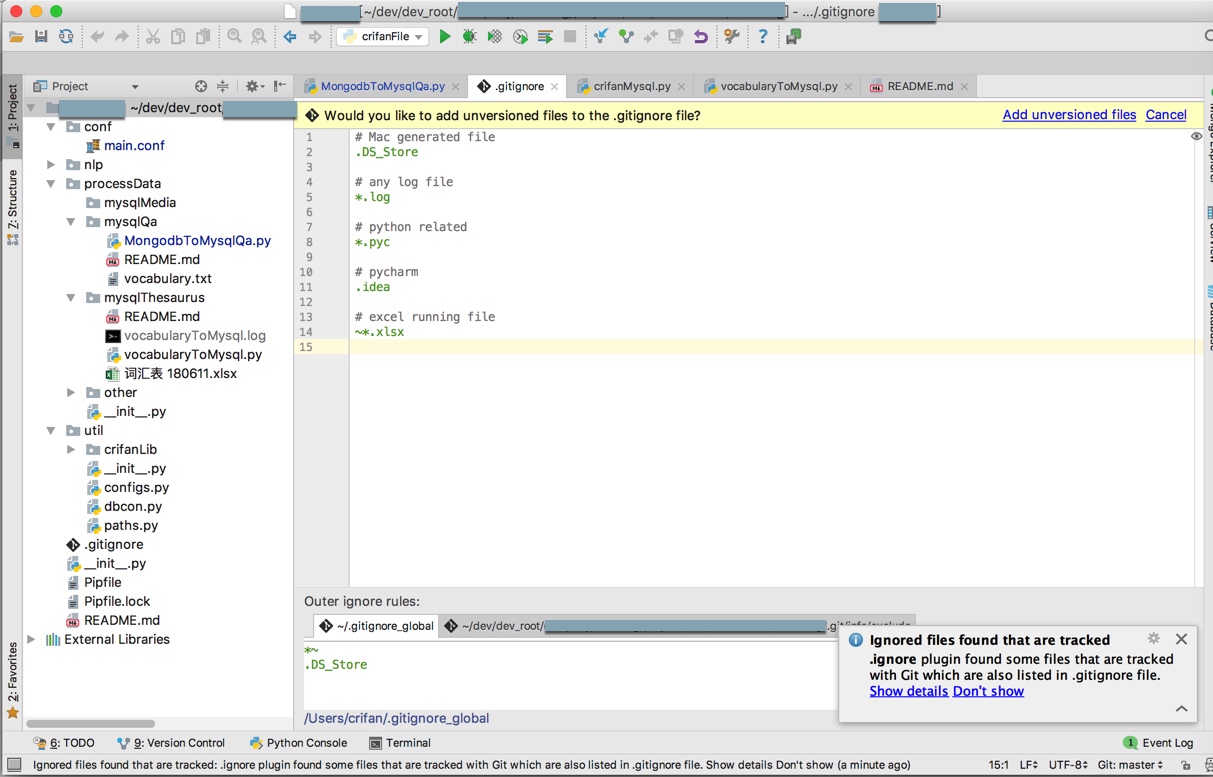 [~/dev/dev_root/
] - .../.gitignore
]
crifanFile
Project
MongodbToMysqlQa.py
.gitignore
crifanMysql.py
vocabularyToMysql.py
README.md
1: Project
Z: Structure
2: Favorites
~/dev/dev_root
conf
main.conf
nlp
processData
mysqlMedia
mysqlQa
MongodbToMysqlQa.py
README.md
vocabulary.txt
mysqlThesaurus
README.md
vocabularyToMysql.log
vocabularyToMysql.py
词汇表 180611.xlsx
other
__init__.py
util
crifanLib
__init__.py
configs.py
dbcon.py
paths.py
.gitignore
__init__.py
Pipfile
Pipfile.lock
README.md
External Libraries
Would you like to add unversioned files to the .gitignore file?
Add unversioned files Cancel
1 # Mac generated file
2 .DS_Store
3
4 # any log file
5 *.log
6
7 # python related
8 *.pyc
9
10 # pycharm
11 .idea
12
13 # excel running file
14 ~*.xlsx
15
Outer ignore rules:
~/.gitignore_global
~/dev/dev_root/
*~
.DS_Store
/Users/crifan/.gitignore_global
Ignored files found that are tracked
.ignore plugin found some files that are tracked
with Git which are also listed in .gitignore file.
Show details Don't show
6: TODO
9: Version Control
Python Console
Terminal
1 Event Log
Ignored files found that are tracked: .ignore plugin found some files that are tracked with Git which are also listed in .gitignore file. Show details Don't show (a minute ago)
15:1 LF UTF-8 Git: master